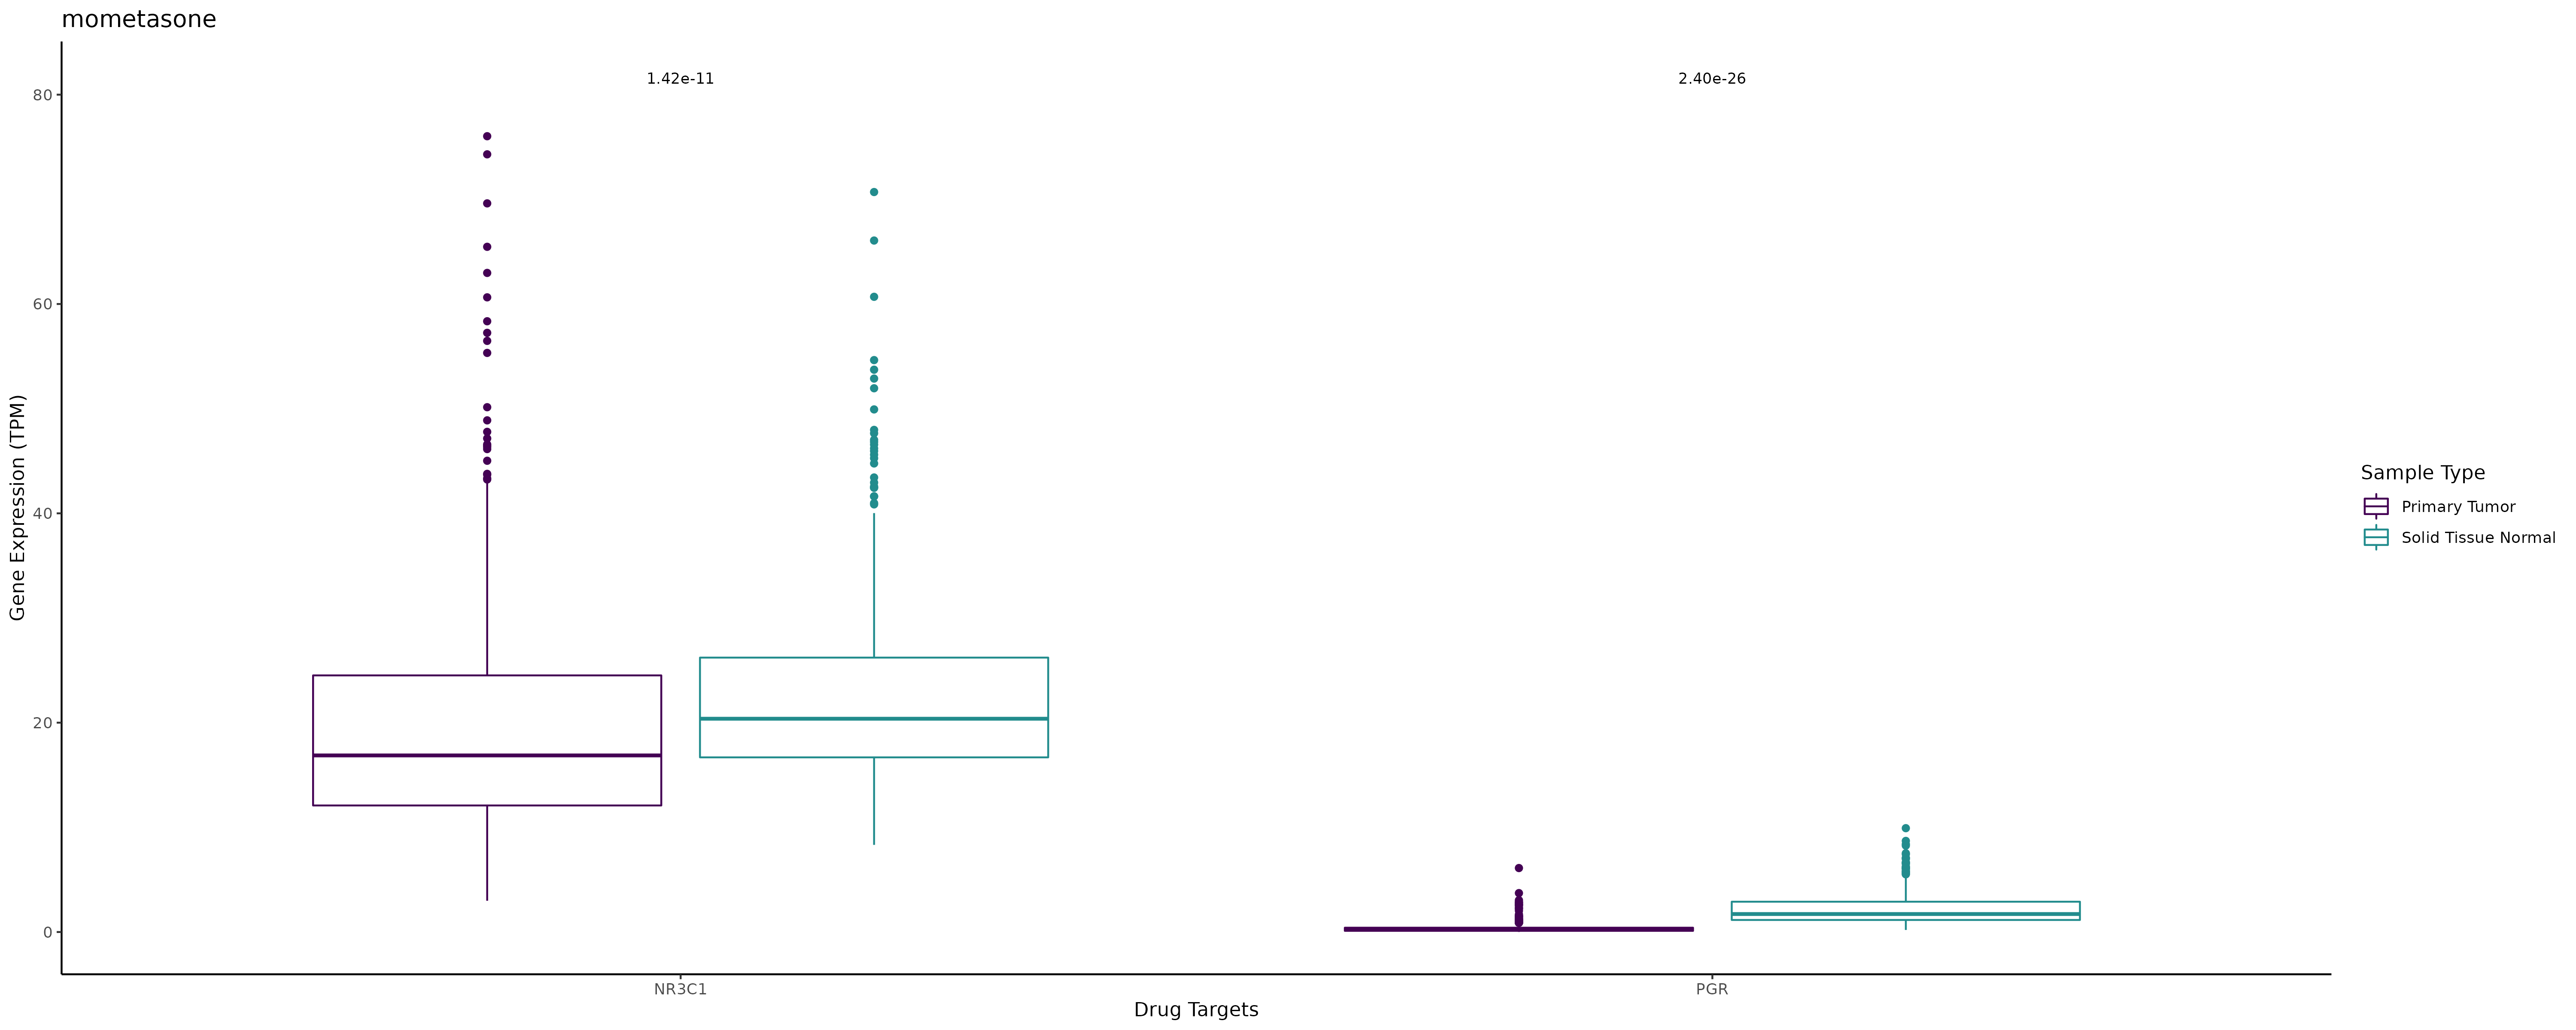 mometasone
1.42e-11
2.40e-26
80
60
40
20
0
Gene Expression (TPM)
NR3C1
PGR
Drug Targets
Sample Type
Primary Tumor
Solid Tissue Normal